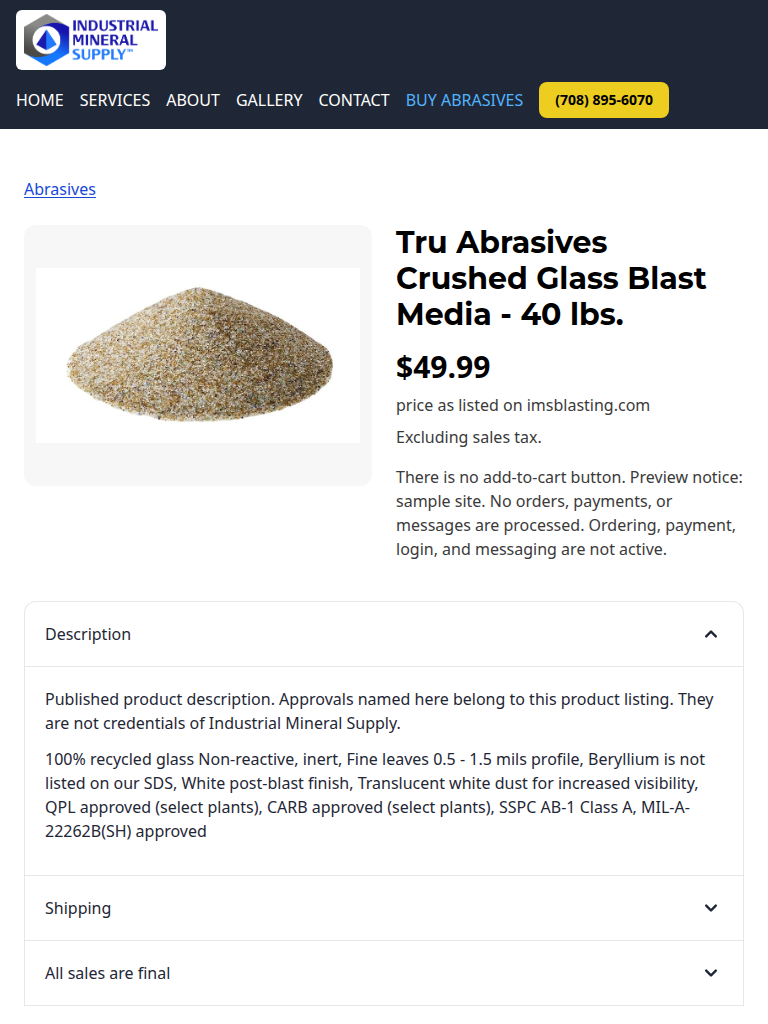 INDUSTRIAL
MINERAL
SUPPLY™
HOME SERVICES ABOUT GALLERY CONTACT BUY ABRASIVES (708) 895-6070
Abrasives
Tru Abrasives
Crushed Glass Blast
Media - 40 lbs.
$49.99
price as listed on imsblasting.com
Excluding sales tax.
There is no add-to-cart button. Preview notice:
sample site. No orders, payments, or
messages are processed. Ordering, payment,
login, and messaging are not active.
Description
Published product description. Approvals named here belong to this product listing. They
are not credentials of Industrial Mineral Supply.
100% recycled glass Non-reactive, inert, Fine leaves 0.5 - 1.5 mils profile, Beryllium is not
listed on our SDS, White post-blast finish, Translucent white dust for increased visibility,
QPL approved (select plants), CARB approved (select plants), SSPC AB-1 Class A, MIL-A-
22262B(SH) approved
Shipping
All sales are final